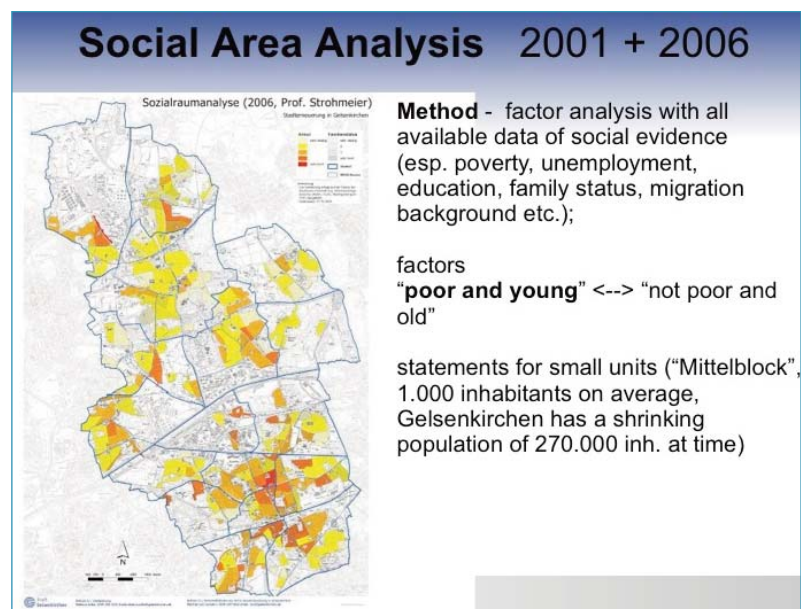 Social Area Analysis 2001 + 2006
Sozialraumanalyse (2006, Prof. Strohmeier)
Stadterneuerung in Gelsenkirchen
Method - factor analysis with all
available data of social evidence
(esp. poverty, unemployment,
education, family status, migration
background etc.);
factors
“poor and young” <--> “not poor and
old”
statements for small units (“Mittelblock”,
1.000 inhabitants on average,
Gelsenkirchen has a shrinking
population of 270.000 inh. at time)
N
Gelsenkirchen